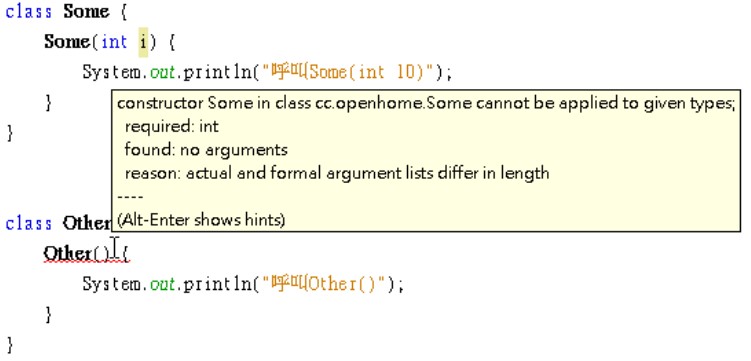 class Some {
Some(int i) {
System.out.println("呼叫Some(int 10)");
}
}
constructor Some in class cc.openhome.Some cannot be applied to given types;
required: int
found: no arguments
reason: actual and formal argument lists differ in length
----
(Alt-Enter shows hints)
class Other
Other() {
System.out.println("呼叫Other()");
}
}